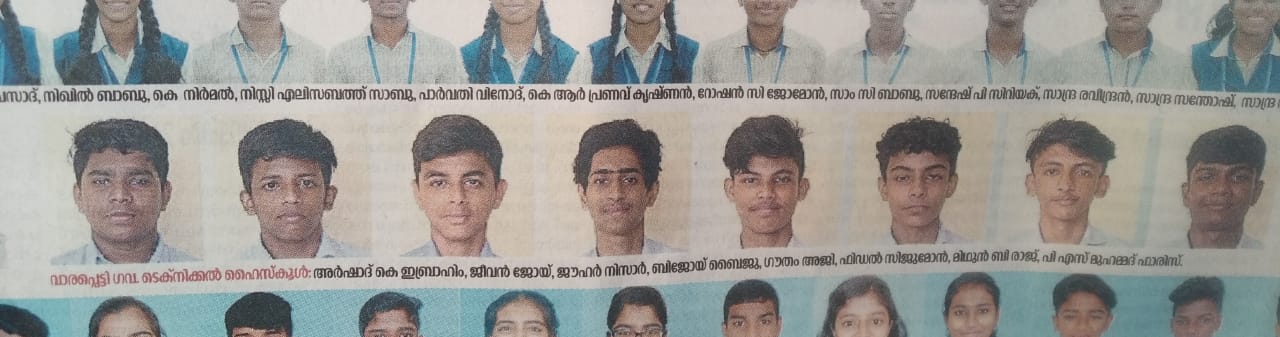 പ്രസാദ്, നിഖിൽ ബാബു, കെ നിർമൽ, നിസ്സി എലിസബത്ത് സാബു, പാർവതി വിനോദ്, കെ ആർ പ്രണവ് കൃഷ്ണൻ, റോഷൻ സി ജോമോൻ, സാം സി ബാബു, സന്ദേഷ് പി സിറിയക്, സാന്ദ്ര രവീന്ദ്രൻ, സാന്ദ്ര സന്തോഷ്, സാന്ദ്ര
വാരപ്പെട്ടി ഗവ. ടെക്നിക്കൽ ഹൈസ്കൂൾ: അർഷാദ് കെ ഇബ്രാഹിം, ജീവൻ ജോയ്, ജാഹർ നിസാർ, ബിജോയ് ബൈജു, ഗൗതം അജി, ഫിഡൽ സിജുമോൻ, മിഥുൻ ബി രാജ്, പി എസ് മുഹമ്മദ് ഫാരിസ്.